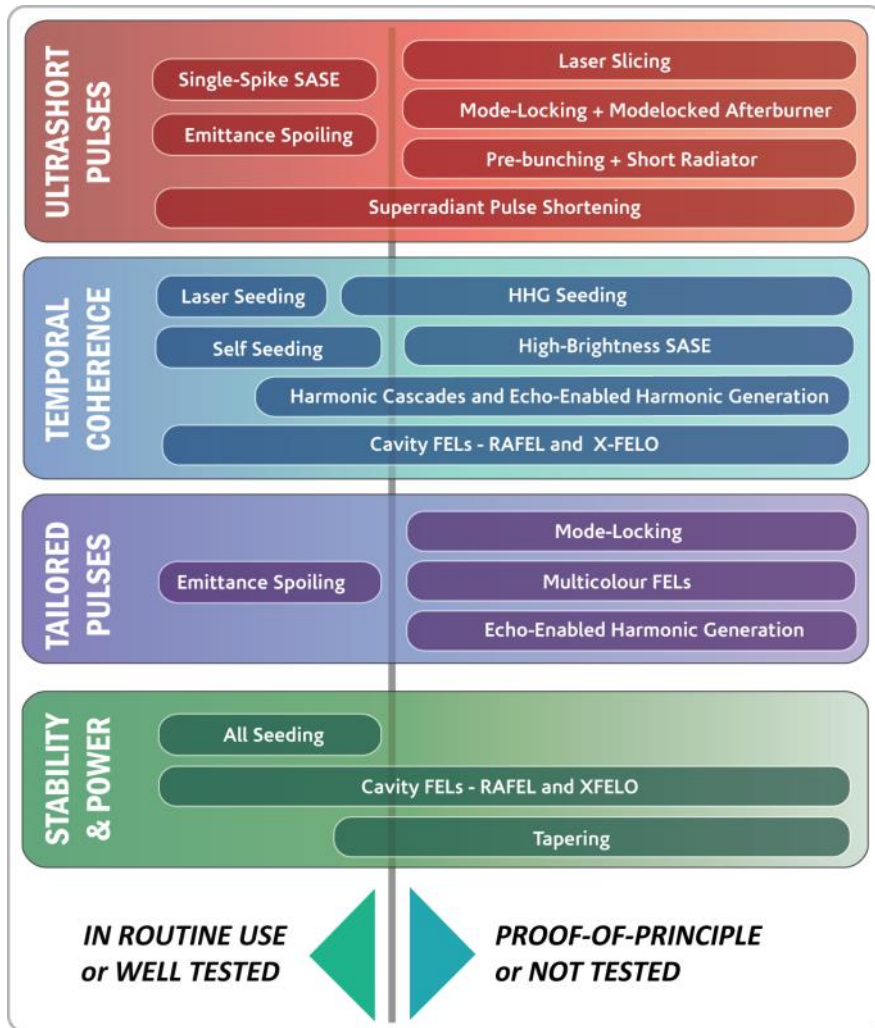 ULTRASHORT
PULSES
Single-Spike SASE
Emittance Spoiling
Laser Slicing
Mode-Locking + Modelocked Afterburner
Pre-bunching + Short Radiator
Superradiant Pulse Shortening
TEMPORAL
COHERENCE
Laser Seeding
HHG Seeding
Self Seeding
High-Brightness SASE
Harmonic Cascades and Echo-Enabled Harmonic Generation
Cavity FELs - RAFEL and X-FELO
TAILORED
PULSES
Emittance Spoiling
Mode-Locking
Multicolour FELs
Echo-Enabled Harmonic Generation
STABILITY
& POWER
All Seeding
Cavity FELs - RAFEL and XFELO
Tapering
IN ROUTINE USE
or WELL TESTED
PROOF-OF-PRINCIPLE
or NOT TESTED